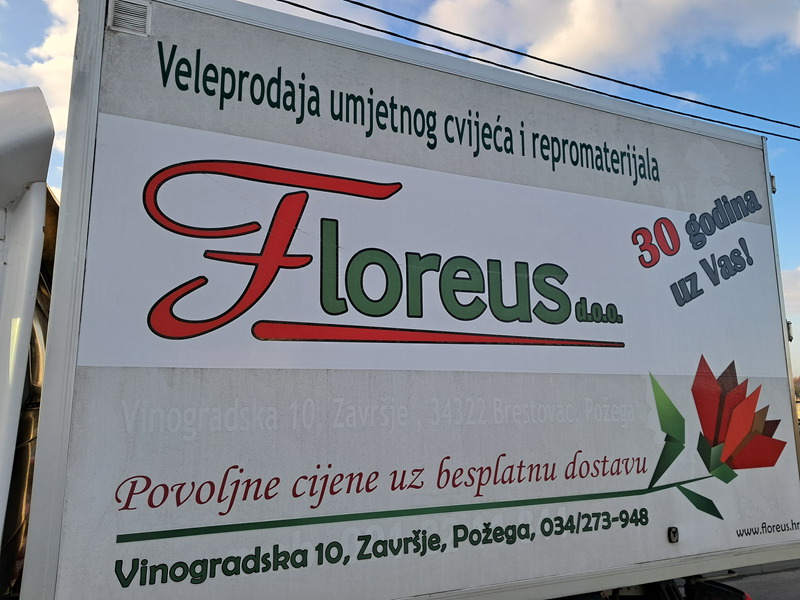 Veleprodaja umjetnog cvijeća i repromaterijala
Floreus d.o.o.
30 godina
uz Vas!
Vinogradska 10, Završje, 34322 Brestovac, Požega
Povoljne cijene uz besplatnu dostavu
Vinogradska 10, Završje, Požega, 034/273-948
www.floreus.hr